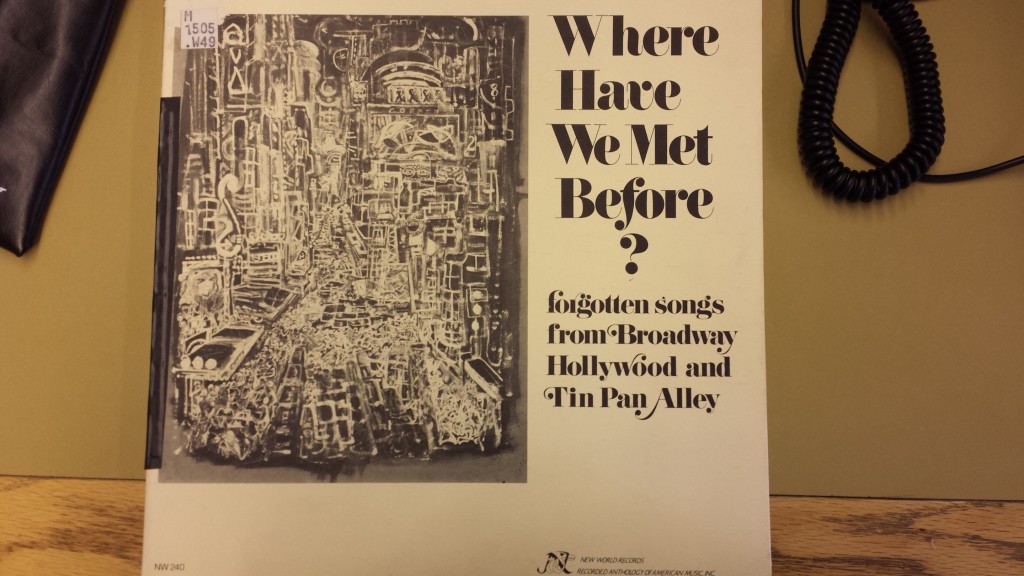 M
1505
.W49
Where
Have
We Met
Before
?
forgotten songs
from Broadway
Hollywood and
Tin Pan Alley
NW 240
NEW WORLD RECORDS
RECORDED ANTHOLOGY OF AMERICAN MUSIC, INC.